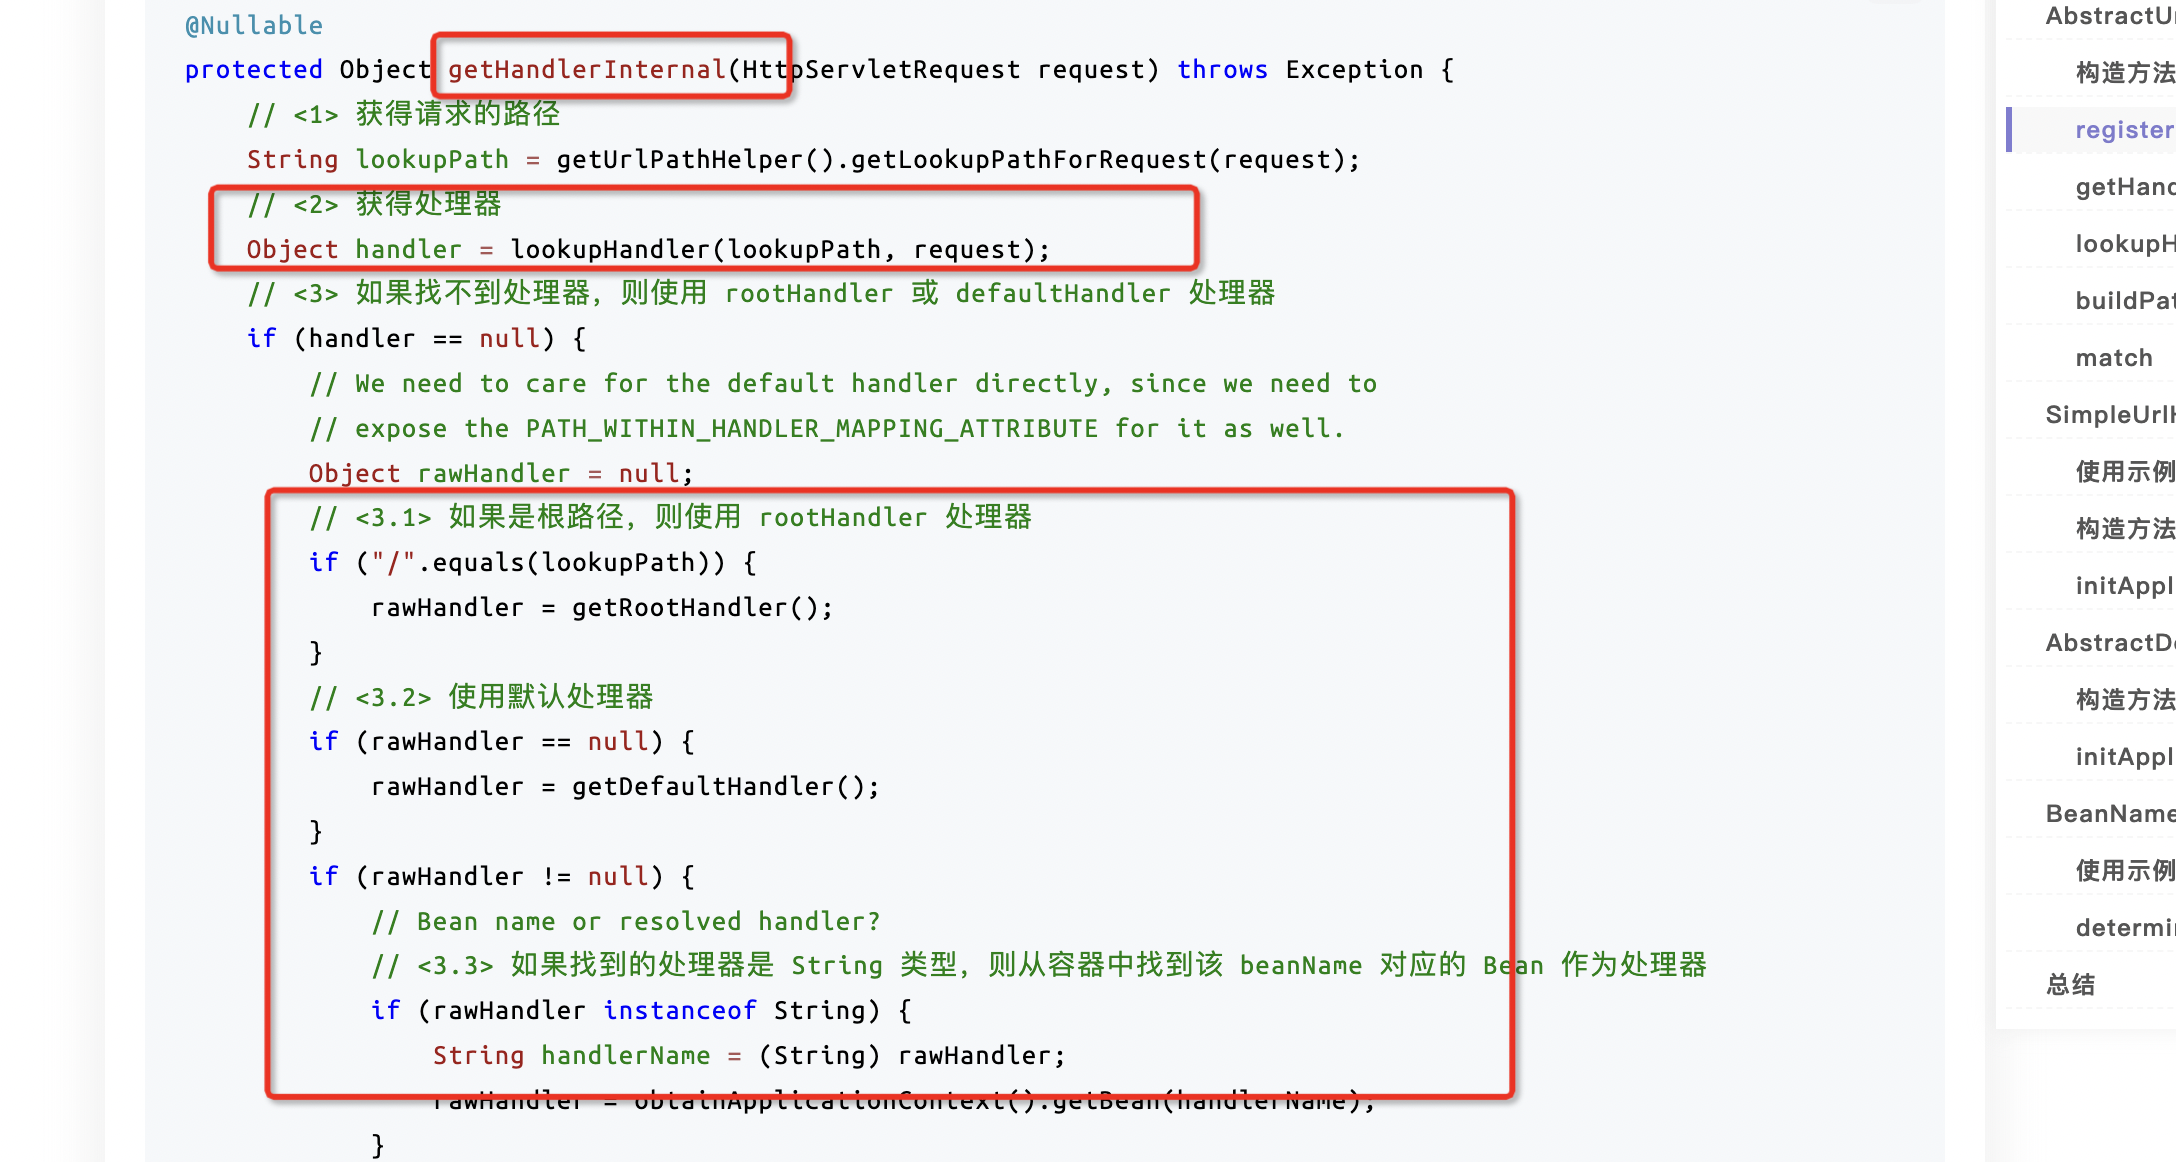 @Nullable
protected Object getHandlerInternal(HttpServletRequest request) throws Exception {
// <1> 获得请求的路径
String lookupPath = getUrlPathHelper().getLookupPathForRequest(request);
// <2> 获得处理器
Object handler = lookupHandler(lookupPath, request);
// <3> 如果找不到处理器，则使用 rootHandler 或 defaultHandler 处理器
if (handler == null) {
// We need to care for the default handler directly, since we need to
// expose the PATH_WITHIN_HANDLER_MAPPING_ATTRIBUTE for it as well.
Object rawHandler = null;
// <3.1> 如果是根路径，则使用 rootHandler 处理器
if ("/".equals(lookupPath)) {
rawHandler = getRootHandler();
}
// <3.2> 使用默认处理器
if (rawHandler == null) {
rawHandler = getDefaultHandler();
}
if (rawHandler != null) {
// Bean name or resolved handler?
// <3.3> 如果找到的处理器是 String 类型，则从容器中找到该 beanName 对应的 Bean 作为处理器
if (rawHandler instanceof String) {
String handlerName = (String) rawHandler;
rawHandler = obtainApplicationContext().getBean(handlerName);
}
AbstractU
构造方法
register
getHand
lookupH
buildPat
match
SimpleUrlH
使用示例
构造方法
initAppl
AbstractDe
构造方法
initAppl
BeanName
使用示例
determin
总结